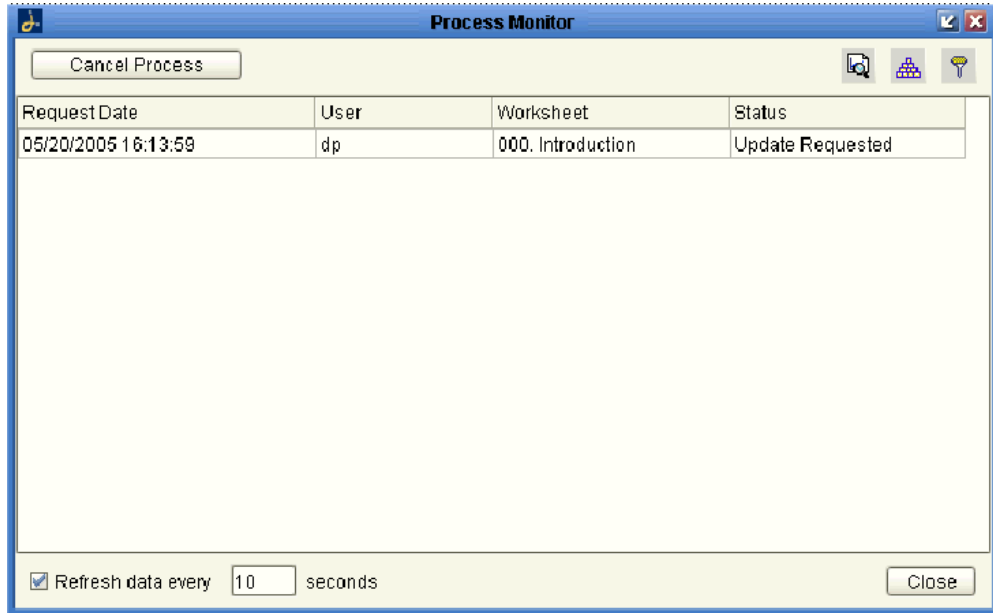 Process Monitor
Cancel Process
Request Date User Worksheet Status
05/20/2005 16:13:59 dp 000. Introduction Update Requested
Refresh data every 10 seconds
Close